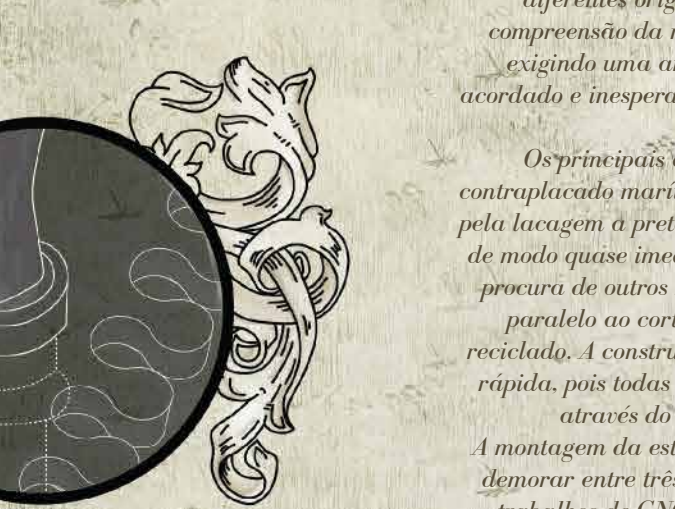 diferentes orig
compreensão da r
exigindo uma a
acordado e inespera
Os principais
contraplacado marí
pela lacagem a pret
de modo quase imed
procura de outros
paralelo ao cort
reciclado. A constru
rápida, pois todas
através do
A montagem da est
demorar entre três
trabalhos de CN